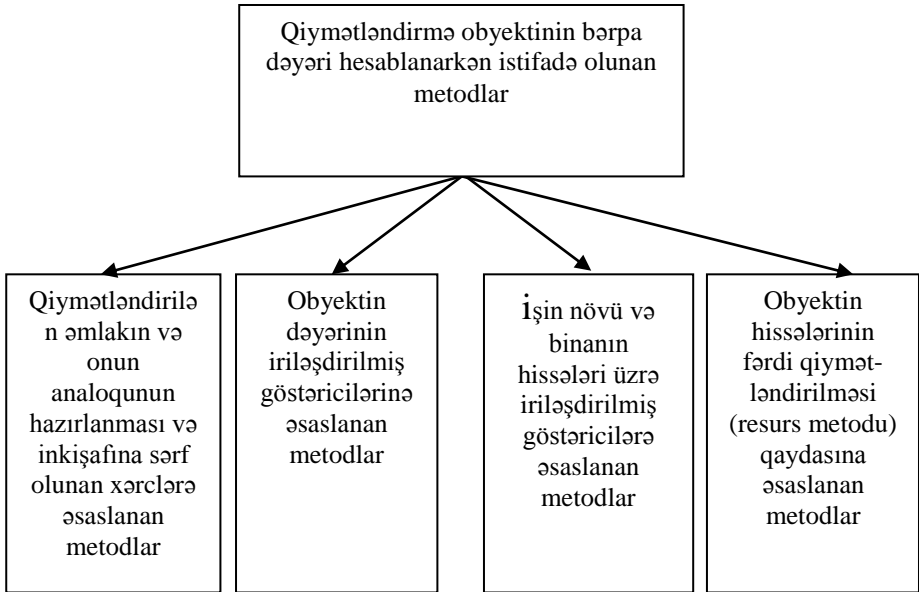 Qiymətləndirmə obyektinin bərpa
dəyəri hesablanarkən istifadə olunan
metodlar
Qiymətləndirilə
n əmlakın və
onun
analoqunun
hazırlanması və
inkişafına sərf
olunan xərclərə
əsaslanan
metodlar
Obyektin
dəyərinin
iriləşdirilmiş
göstəricilərinə
əsaslanan
metodlar
işin növü və
binanın
hissələri üzrə
iriləşdirilmiş
göstəricilərə
əsaslanan
metodlar
Obyektin
hissələrinin
fərdi qiymət-
ləndirilməsi
(resurs metodu)
qaydasına
əsaslanan
metodlar